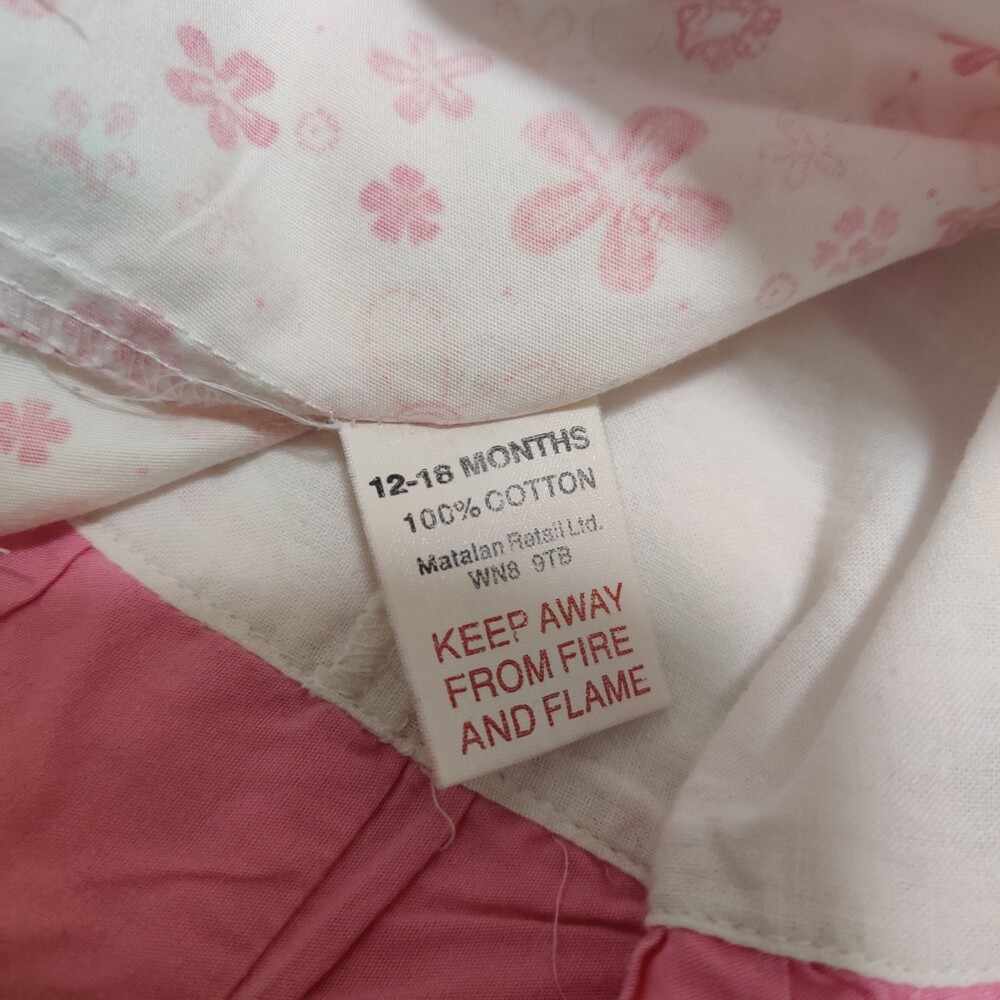 12-18 MONTHS
100% COTTON
Matalan Retail Ltd.
WN8 9TB
KEEP AWAY
FROM FIRE
AND FLAME